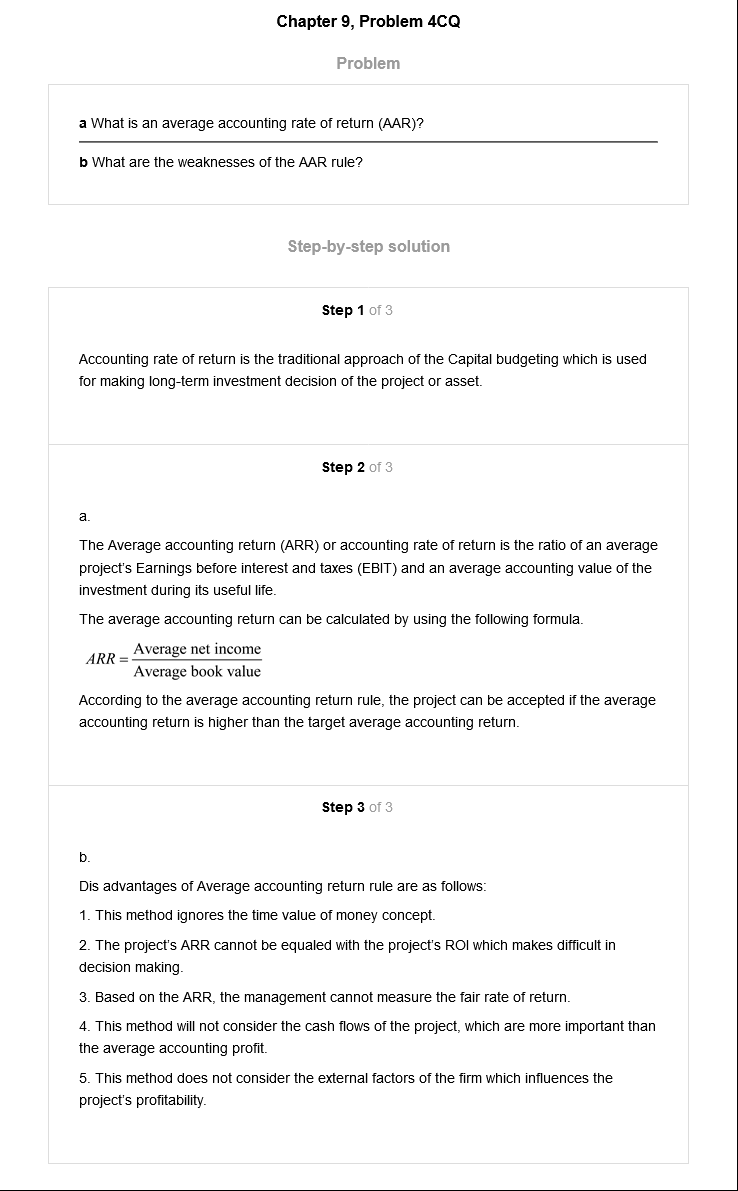 Chapter 9, Problem 4CQ
Problem
a What is an average accounting rate of return (AAR)?
b What are the weaknesses of the AAR rule?
Step-by-step solution
Step 1 of 3
Accounting rate of return is the traditional approach of the Capital budgeting which is used
for making long-term investment decision of the project or asset.
Step 2 of 3
a.
The Average accounting return (ARR) or accounting rate of return is the ratio of an average
project's Earnings before interest and taxes (EBIT) and an average accounting value of the
investment during its useful life.
The average accounting return can be calculated by using the following formula.
ARR = Average net income
Average book value
According to the average accounting return rule, the project can be accepted if the average
accounting return is higher than the target average accounting return.
Step 3 of 3
b.
Dis advantages of Average accounting return rule are as follows:
1. This method ignores the time value of money concept.
2. The project's ARR cannot be equaled with the project's ROI which makes difficult in
decision making.
3. Based on the ARR, the management cannot measure the fair rate of return.
4. This method will not consider the cash flows of the project, which are more important than
the average accounting profit.
5. This method does not consider the external factors of the firm which influences the
project's profitability.